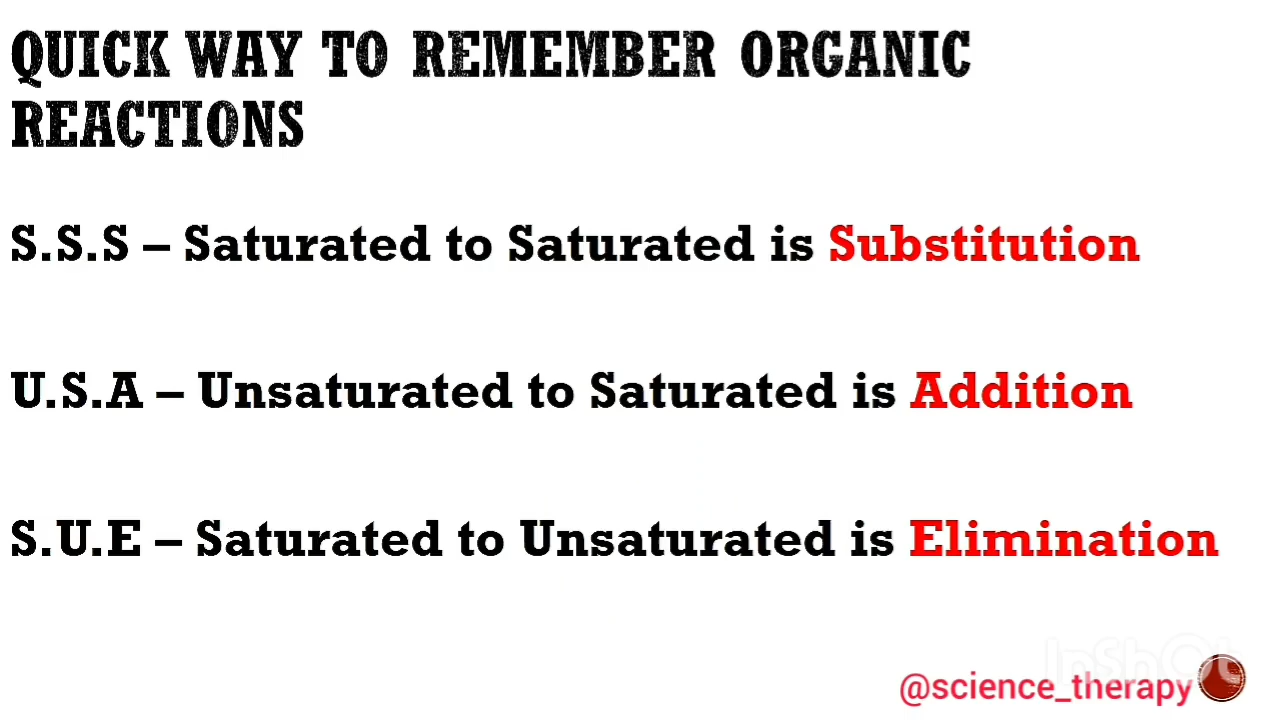 QUICK WAY TO REMEMBER ORGANIC
REACTIONS
S.S.S – Saturated to Saturated is Substitution
U.S.A – Unsaturated to Saturated is Addition
S.U.E – Saturated to Unsaturated is Elimination
InShOt
@science_therapy